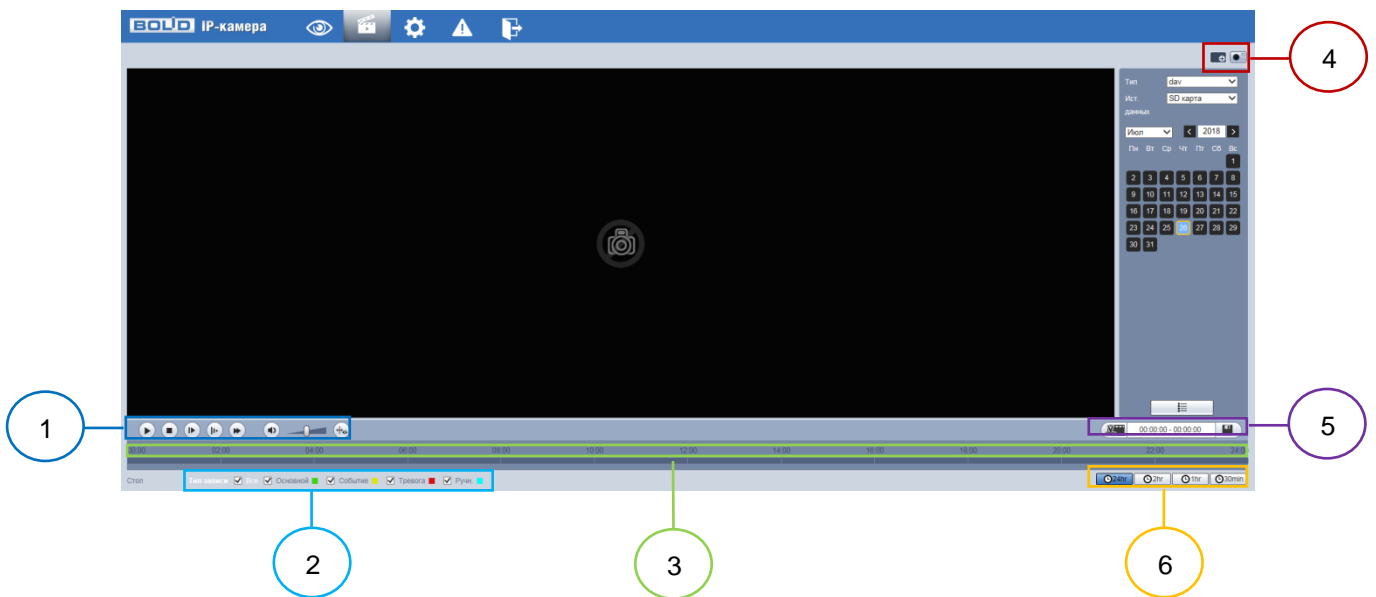 BOLID IP-камера
4
Тип dav
Ист. данных SD карта
Июл 2018
Пн Вт Ср Чт Пт Сб Вс
1
2 3 4 5 6 7 8
9 10 11 12 13 14 15
16 17 18 19 20 21 22
23 24 25 26 27 28 29
30 31
1
00:00:00 - 00:00:00
5
00:00 02:00 04:00 06:00 08:00 10:00 12:00 14:00 16:00 18:00 20:00 22:00 24:0
Стоп Тип записи Все Основной Событие Тревога Ручн.
24hr 2hr 1hr 30min
2
3
6